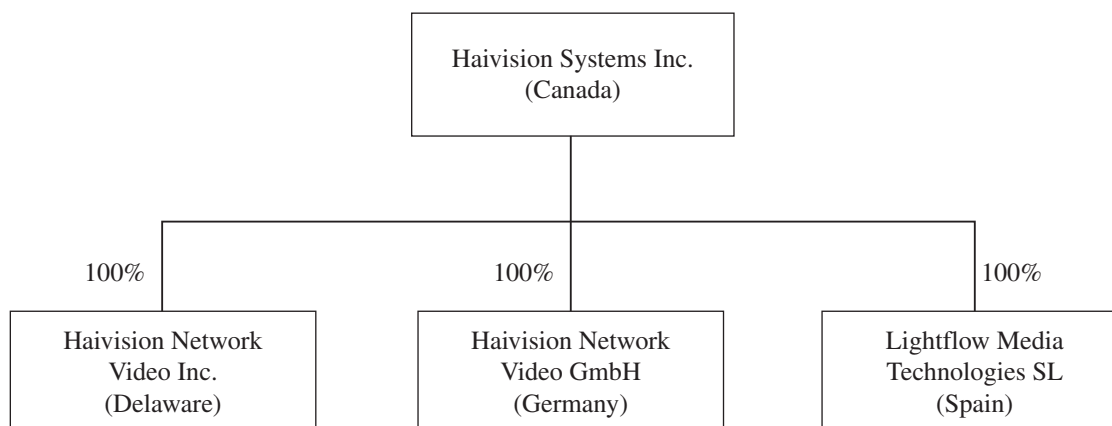 Haivision Systems Inc.
(Canada)
100%
100%
100%
Haivision Network
Video Inc.
(Delaware)
Haivision Network
Video GmbH
(Germany)
Lightflow Media
Technologies SL
(Spain)